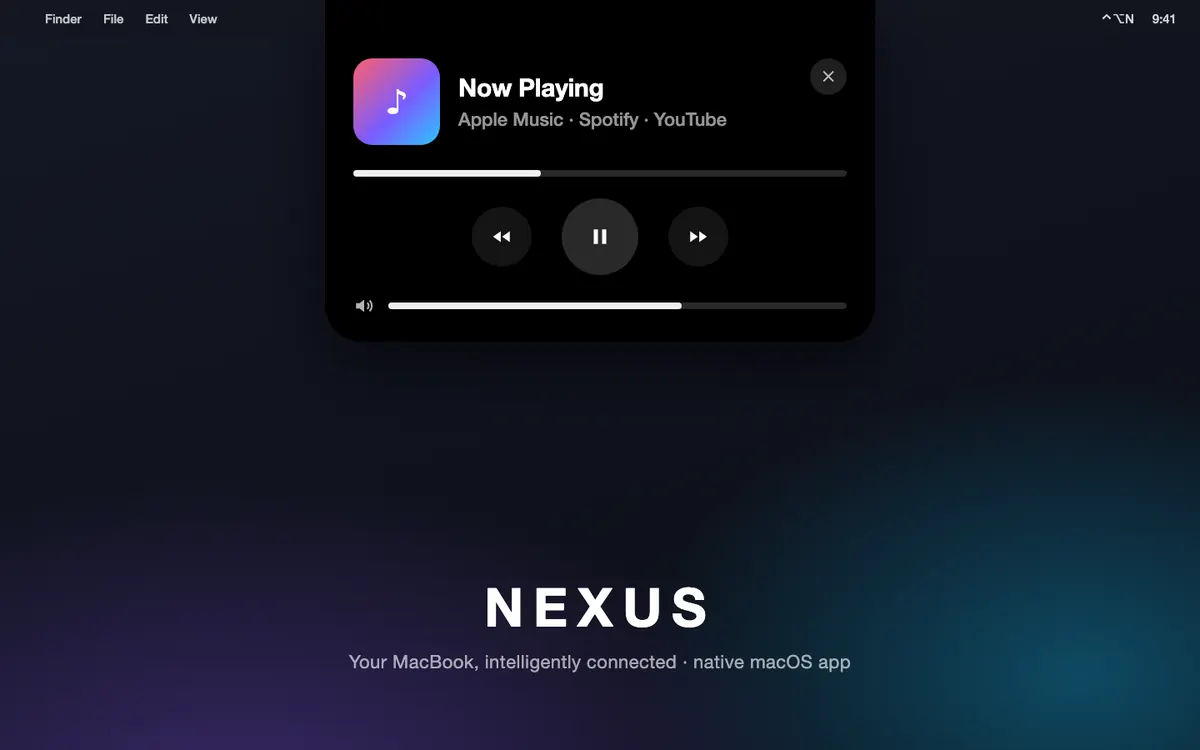 Finder File Edit View ⌃⌥N 9:41
Now Playing
Apple Music · Spotify · YouTube
NEXUS
Your MacBook, intelligently connected · native macOS app